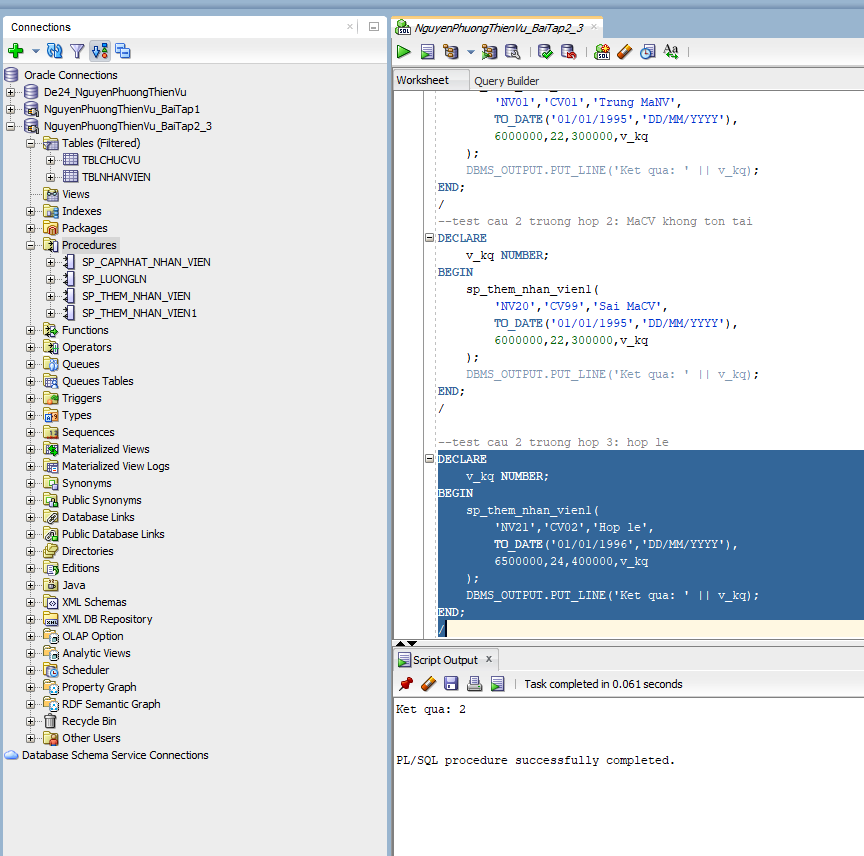 Connections
Oracle Connections
De24_NguyenPhuongThienVu
NguyenPhuongThienVu_BaiTap1
NguyenPhuongThienVu_BaiTap2_3
Tables (Filtered)
TBLCHUCVU
TBLNHANVIEN
Views
Indexes
Packages
Procedures
SP_CAPNHAT_NHAN_VIEN
SP_LUONGLN
SP_THEM_NHAN_VIEN
SP_THEM_NHAN_VIEN1
Functions
Operators
Queues
Queues Tables
Triggers
Types
Sequences
Materialized Views
Materialized View Logs
Synonyms
Public Synonyms
Database Links
Public Database Links
Directories
Editions
Java
XML Schemas
XML DB Repository
OLAP Option
Analytic Views
Scheduler
Property Graph
RDF Semantic Graph
Recycle Bin
Other Users
Database Schema Service Connections
NguyenPhuongThienVu_BaiTap2_3
Worksheet Query Builder
'NV01','CV01','Trung MaNV',
TO_DATE('01/01/1995','DD/MM/YYYY'),
6000000,22,300000,v_kq
);
DBMS_OUTPUT.PUT_LINE('Ket qua: ' || v_kq);
END;
/
--test cau 2 truong hop 2: MaCV khong ton tai
DECLARE
v_kq NUMBER;
BEGIN
sp_them_nhan_vien1(
'NV20','CV99','Sai MaCV',
TO_DATE('01/01/1995','DD/MM/YYYY'),
6000000,22,300000,v_kq
);
DBMS_OUTPUT.PUT_LINE('Ket qua: ' || v_kq);
END;
/
--test cau 2 truong hop 3: hop le
DECLARE
v_kq NUMBER;
BEGIN
sp_them_nhan_vien1(
'NV21','CV02','Hop le',
TO_DATE('01/01/1996','DD/MM/YYYY'),
6500000,24,400000,v_kq
);
DBMS_OUTPUT.PUT_LINE('Ket qua: ' || v_kq);
END;
/
Script Output
Task completed in 0.061 seconds
Ket qua: 2
PL/SQL procedure successfully completed.